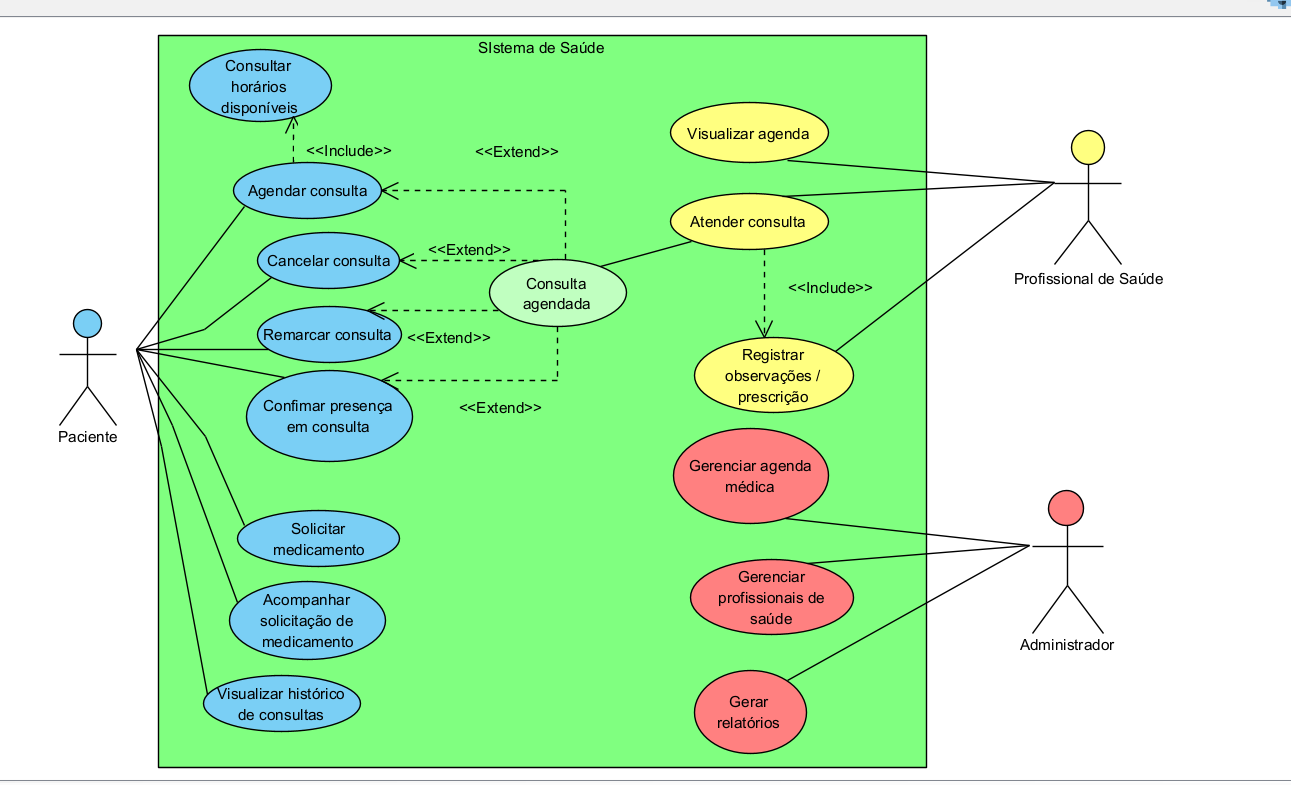 SIstema de Saúde
Consultar
horários
disponíveis
<<Include>>
<<Extend>>
Agendar consulta
<<Extend>>
Cancelar consulta
Consulta
agendada
Remarcar consulta
<<Extend>>
Confimar presença
em consulta
<<Extend>>
Paciente
Solicitar
medicamento
Acompanhar
solicitação de
medicamento
Visualizar histórico
de consultas
Visualizar agenda
Atender consulta
<<Include>>
Registrar
observações /
prescrição
Profissional de Saúde
Gerenciar agenda
médica
Gerenciar
profissionais de
saúde
Gerar
relatórios
Administrador